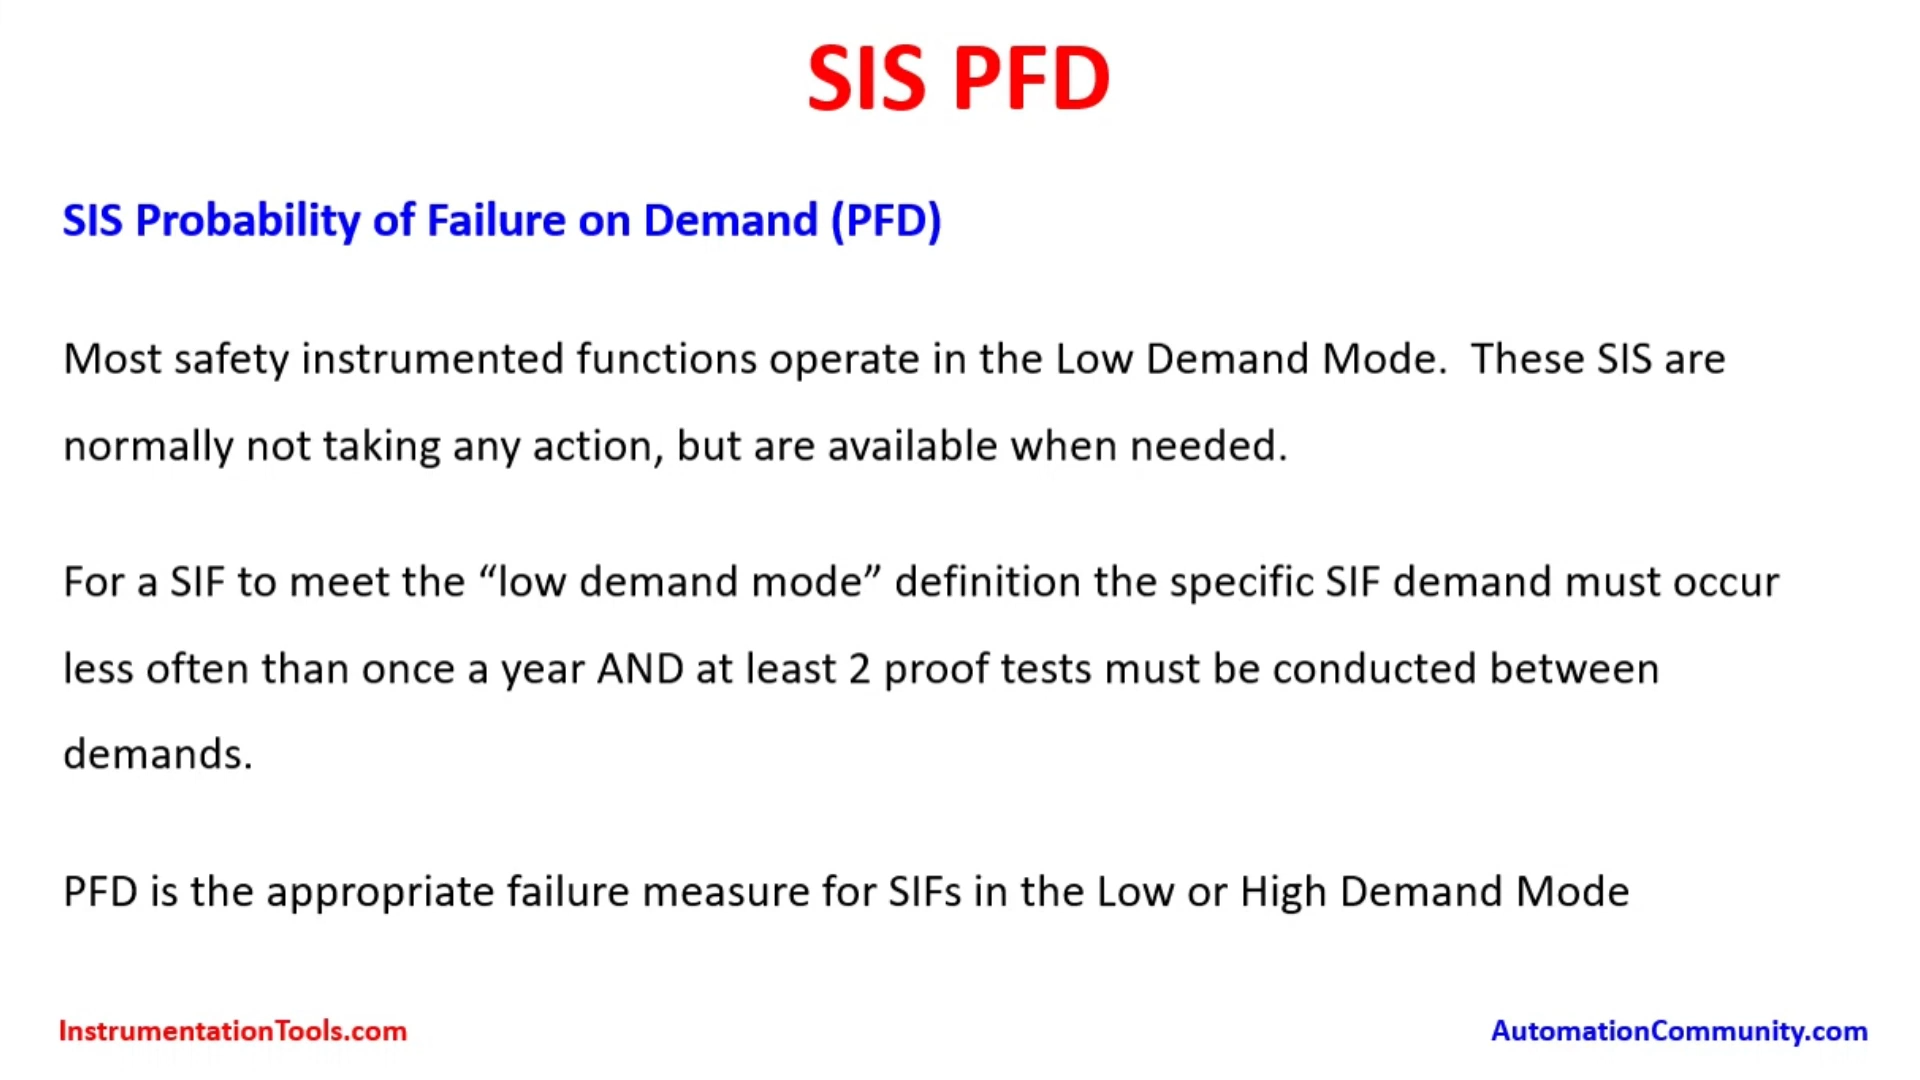 SIS PFD
SIS Probability of Failure on Demand (PFD)
Most safety instrumented functions operate in the Low Demand Mode.  These SIS are
normally not taking any action, but are available when needed.
For a SIF to meet the “low demand mode” definition the specific SIF demand must occur
less often than once a year AND at least 2 proof tests must be conducted between
demands.
PFD is the appropriate failure measure for SIFs in the Low or High Demand Mode
InstrumentationTools.com
AutomationCommunity.com